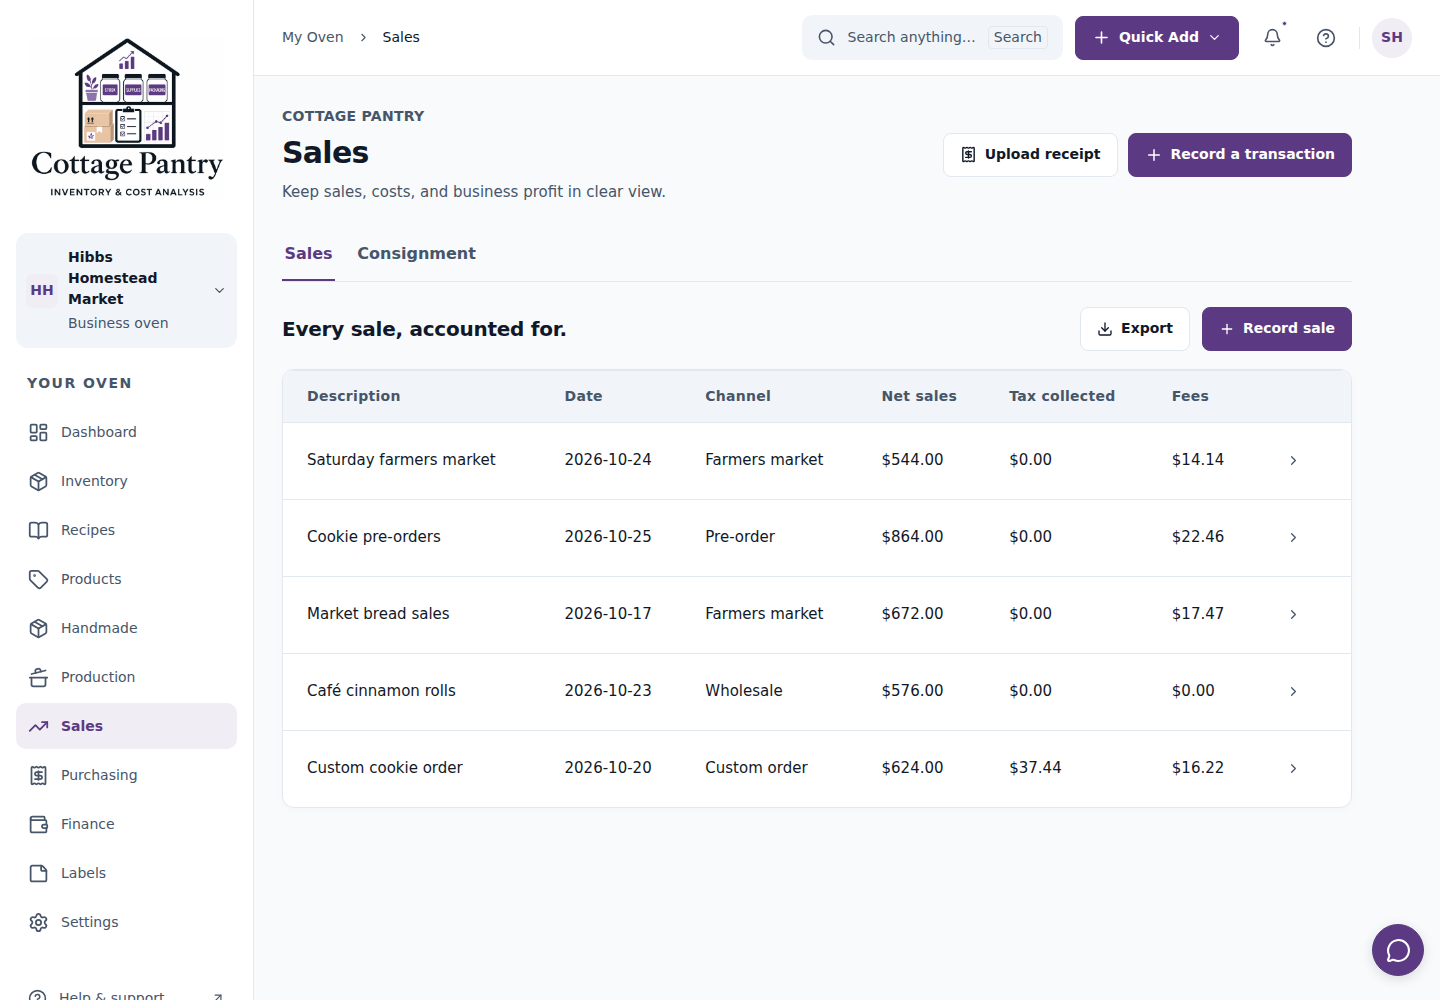 Cottage Pantry
INVENTORY & COST ANALYSIS
HH
Hibbs
Homestead
Market
Business oven
YOUR OVEN
Dashboard
Inventory
Recipes
Products
Handmade
Production
Sales
Purchasing
Finance
Labels
Settings
Help & support
My Oven > Sales
Search anything... Search
Quick Add
SH
COTTAGE PANTRY
Sales
Keep sales, costs, and business profit in clear view.
Upload receipt
Record a transaction
Sales Consignment
Every sale, accounted for.
Export
Record sale
Description Date Channel Net sales Tax collected Fees
Saturday farmers market 2026-10-24 Farmers market $544.00 $0.00 $14.14
Cookie pre-orders 2026-10-25 Pre-order $864.00 $0.00 $22.46
Market bread sales 2026-10-17 Farmers market $672.00 $0.00 $17.47
Café cinnamon rolls 2026-10-23 Wholesale $576.00 $0.00 $0.00
Custom cookie order 2026-10-20 Custom order $624.00 $37.44 $16.22